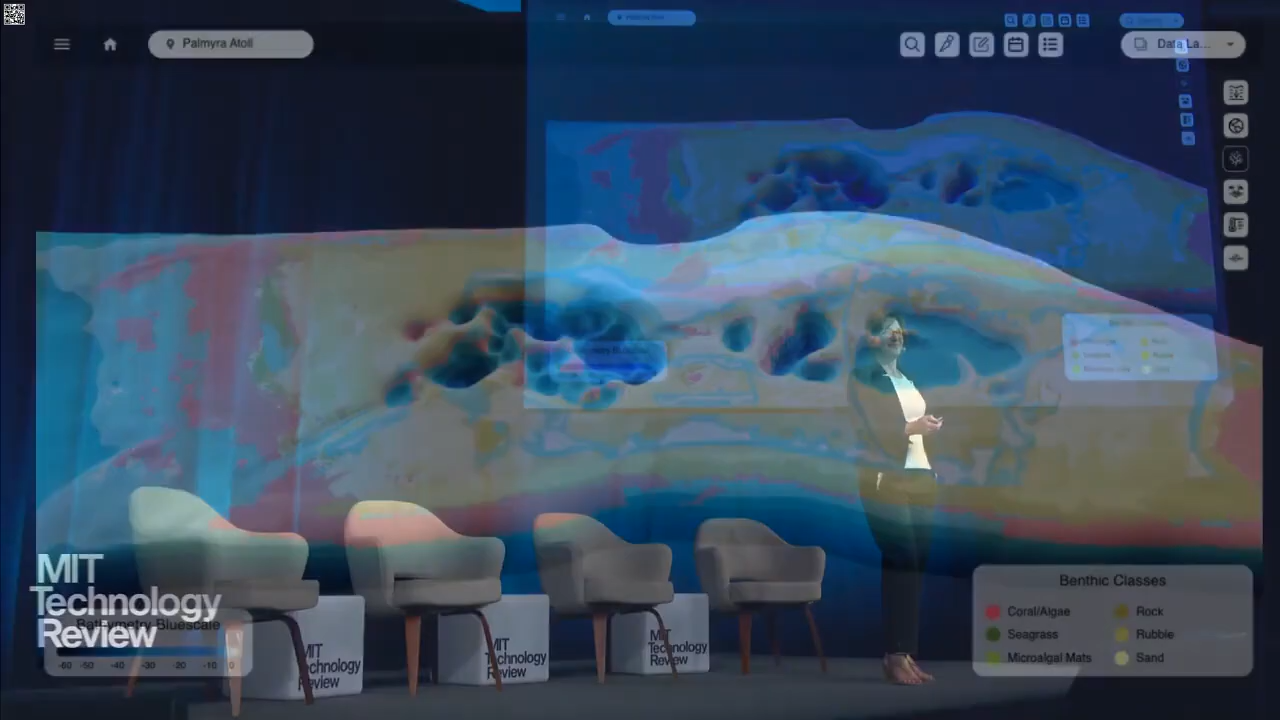 Palmyra Atoll
Data La...
Benthic Classes
Coral/Algae
Rock
Seagrass
Rubble
Microalgal Mats
Sand
MIT
Technology
Review
Bathymetry Bluescale
-60 -50 -40 -30 -20 -10 0
MIT
Technology
Review
MIT
Technology
Review
MIT
Technology
Review